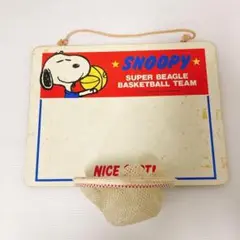 SNOOPY
SUPER BEAGLE
BASKETBALL TEAM
NICE SHOT!